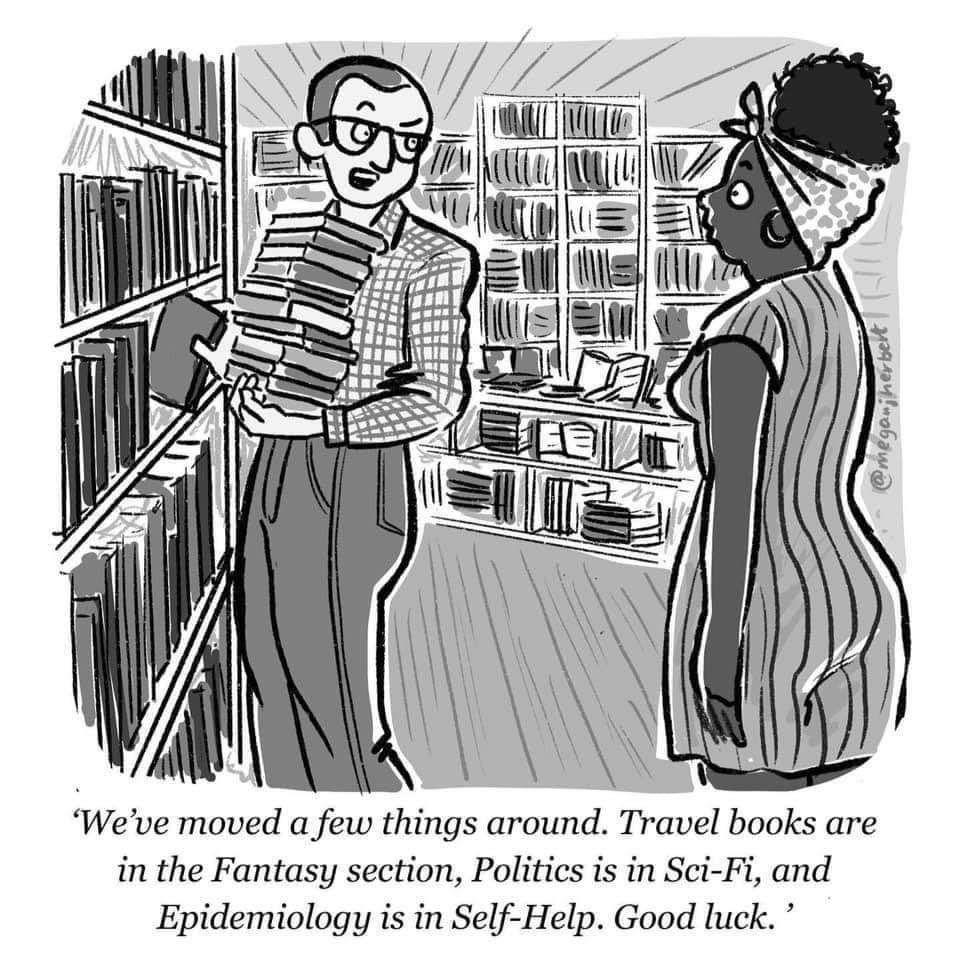 @meganjherbert
‘We’ve moved a few things around. Travel books are
in the Fantasy section, Politics is in Sci-Fi, and
Epidemiology is in Self-Help. Good luck. ’